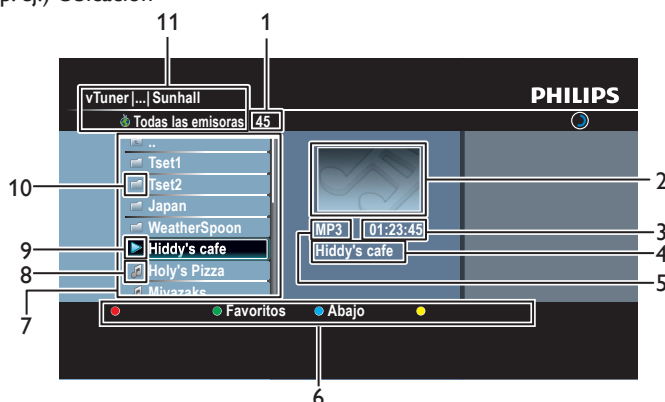 p. ej.) Ubicación
11 1
vTuner|...| Sunhall
PHILIPS
Todas las emisoras 45
..
Tset1
Tset2
Japan
WeatherSpoon
Hiddy's cafe
Holy's Pizza
Miyazaks
MP3 01:23:45
Hiddy's cafe
10
9
8
7
2
3
4
5
Favoritos Abajo
6